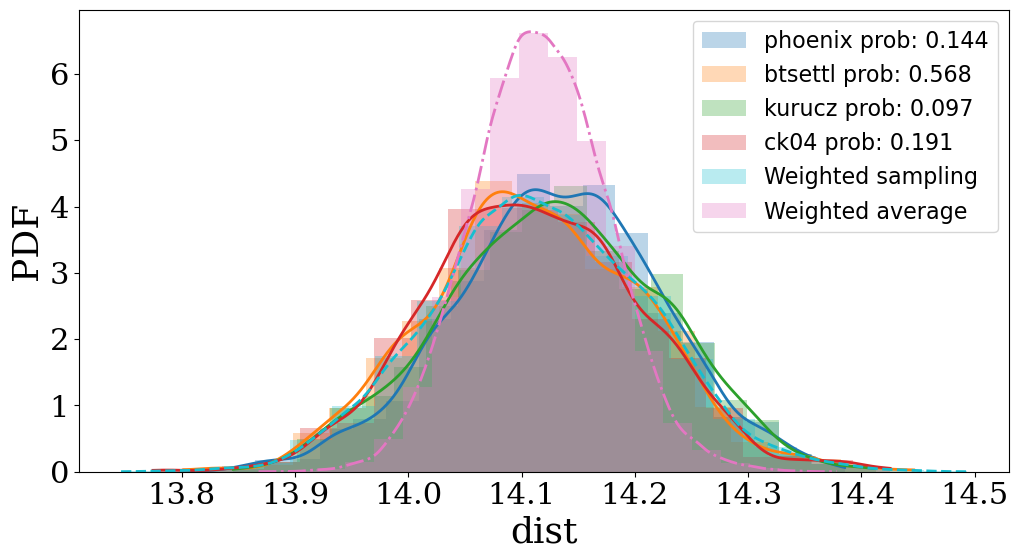 phoenix prob: 0.144
btsettl prob: 0.568
kurucz prob: 0.097
ck04 prob: 0.191
Weighted sampling
Weighted average
PDF
6
5
4
3
2
1
0
13.8 13.9 14.0 14.1 14.2 14.3 14.4 14.5
dist